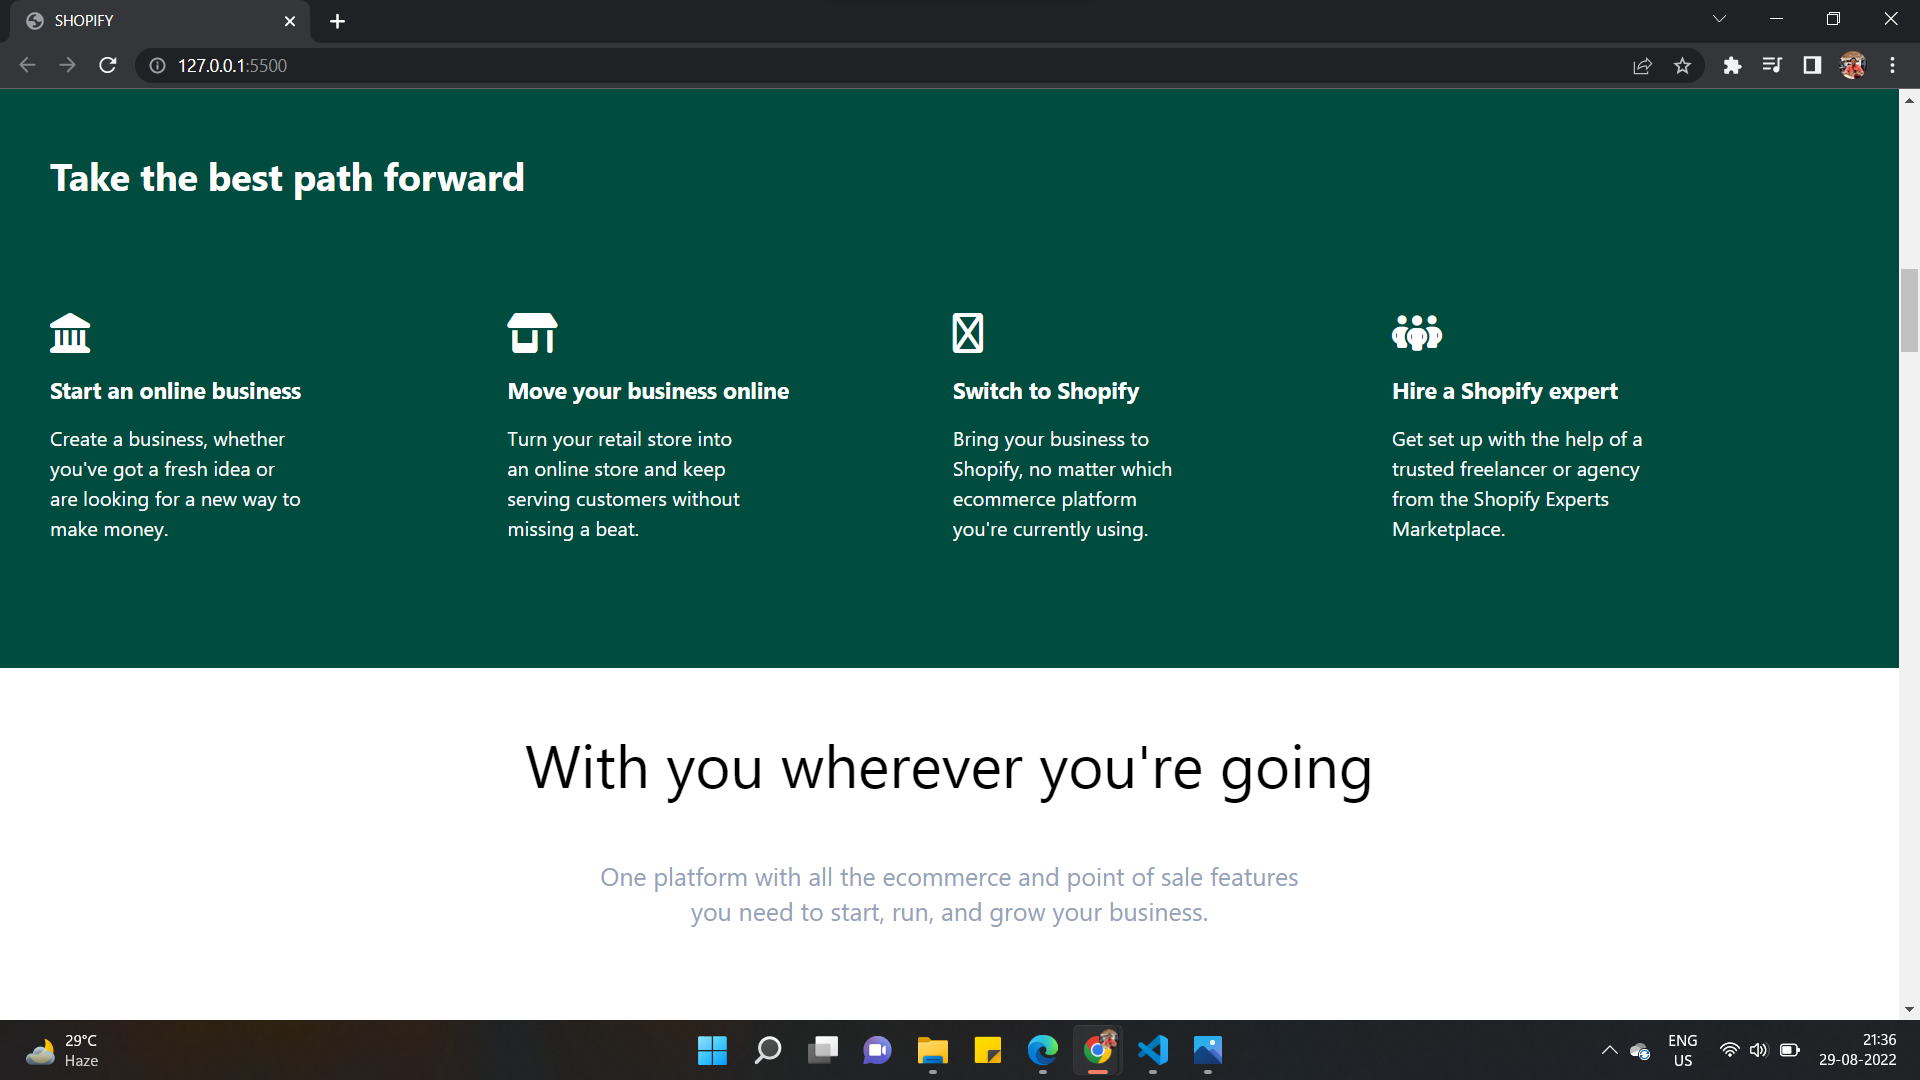 SHOPIFY
127.0.0.1:5500
Take the best path forward
Start an online business
Create a business, whether
you've got a fresh idea or
are looking for a new way to
make money.
Move your business online
Turn your retail store into
an online store and keep
serving customers without
missing a beat.
Switch to Shopify
Bring your business to
Shopify, no matter which
ecommerce platform
you're currently using.
Hire a Shopify expert
Get set up with the help of a
trusted freelancer or agency
from the Shopify Experts
Marketplace.
With you wherever you're going
One platform with all the ecommerce and point of sale features
you need to start, run, and grow your business.
29°C
Haze
ENG
US
21:36
29-08-2022